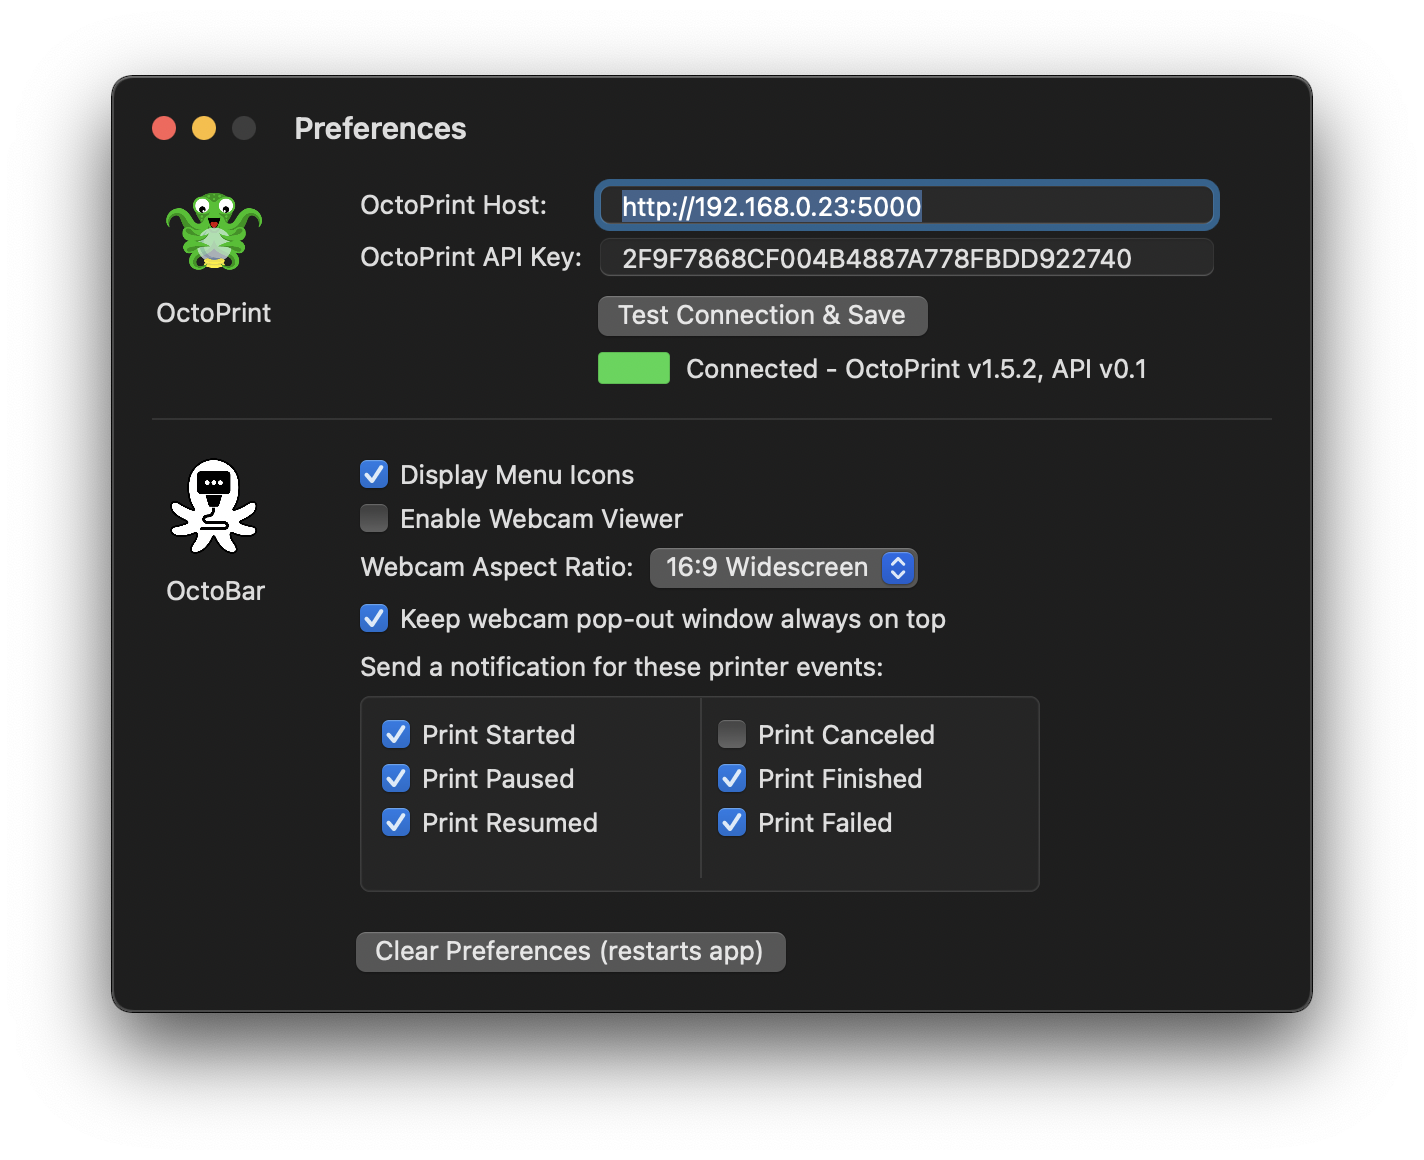 Preferences
OctoPrint Host: http://192.168.0.23:5000
OctoPrint API Key: 2F9F7868CF004B4887A778FBDD922740
OctoPrint
Test Connection & Save
Connected - OctoPrint v1.5.2, API v0.1
Display Menu Icons
Enable Webcam Viewer
Webcam Aspect Ratio: 16:9 Widescreen
OctoBar
Keep webcam pop-out window always on top
Send a notification for these printer events:
Print Started
Print Paused
Print Resumed
Print Canceled
Print Finished
Print Failed
Clear Preferences (restarts app)